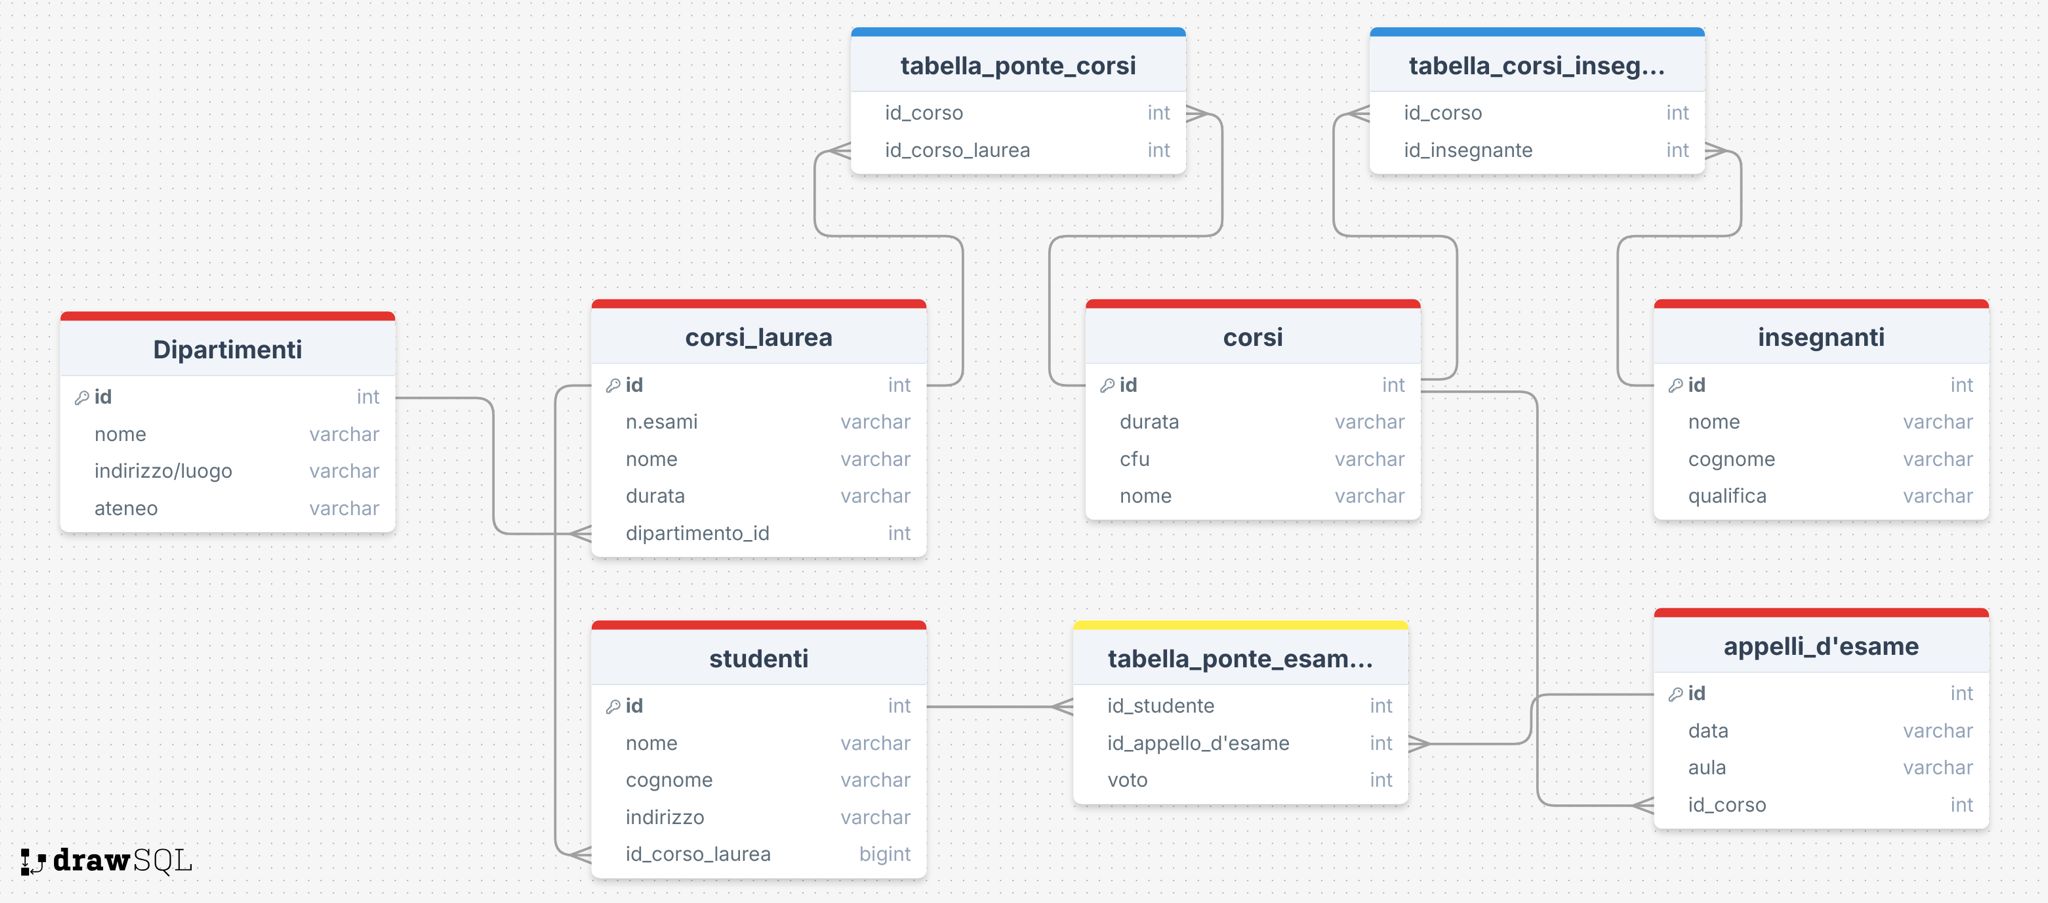 tabella_ponte_corsi
id_corso int
id_corso_laurea int
tabella_corsi_inseg...
id_corso int
id_insegnante int
Dipartimenti
id int
nome varchar
indirizzo/luogo varchar
ateneo varchar
corsi_laurea
id int
n.esami varchar
nome varchar
durata varchar
dipartimento_id int
corsi
id int
durata varchar
cfu varchar
nome varchar
insegnanti
id int
nome varchar
cognome varchar
qualifica varchar
studenti
id int
nome varchar
cognome varchar
indirizzo varchar
id_corso_laurea bigint
tabella_ponte_esam...
id_studente int
id_appello_d'esame int
voto int
appelli_d'esame
id int
data varchar
aula varchar
id_corso int
drawSQL